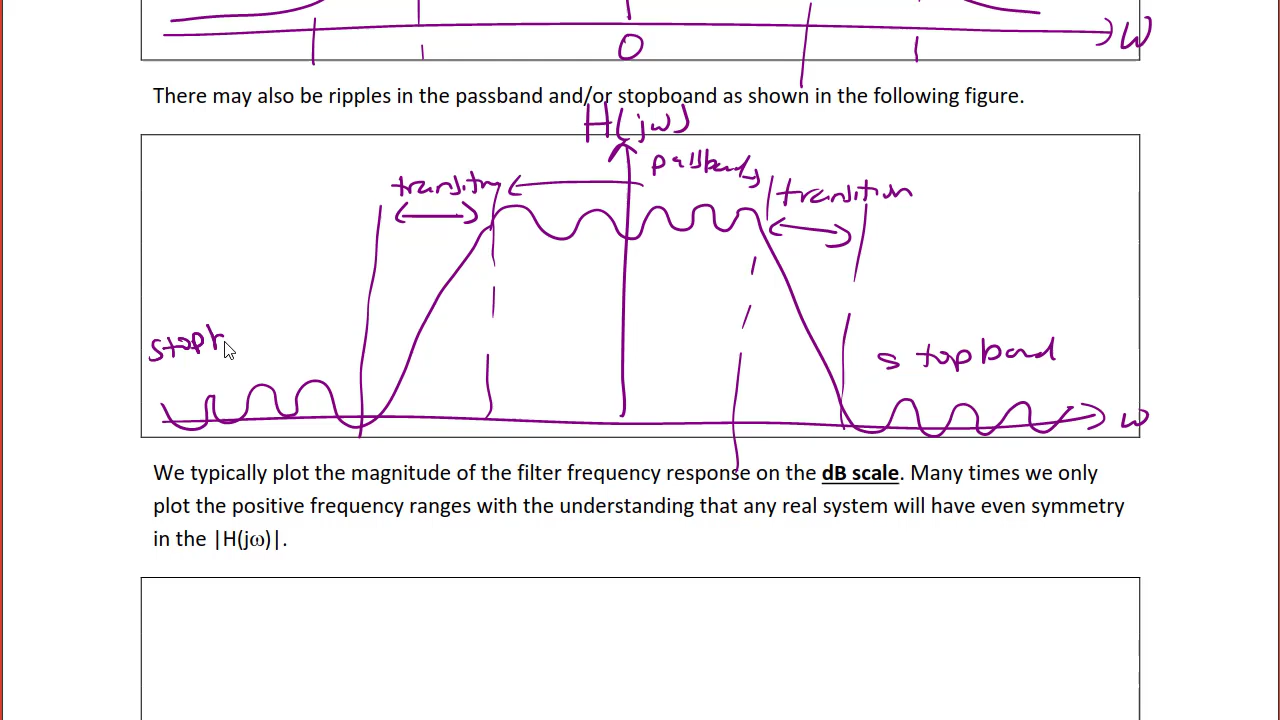 ω
0
There may also be ripples in the passband and/or stopboand as shown in the following figure.
H(jω)
passband
transitn
transition
stopb
stopband
ω
We typically plot the magnitude of the filter frequency response on the dB scale. Many times we only
plot the positive frequency ranges with the understanding that any real system will have even symmetry
in the |H(jω)|.